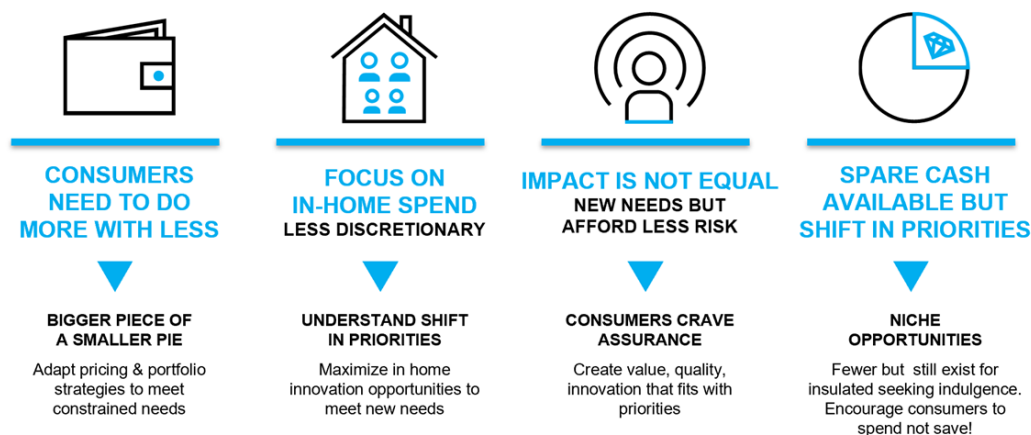 CONSUMERS
NEED TO DO
MORE WITH LESS
BIGGER PIECE OF
A SMALLER PIE
Adapt pricing & portfolio
strategies to meet
constrained needs
FOCUS ON
IN-HOME SPEND
LESS DISCRETIONARY
UNDERSTAND SHIFT
IN PRIORITIES
Maximize in home
innovation opportunities to
meet new needs
IMPACT IS NOT EQUAL
NEW NEEDS BUT
AFFORD LESS RISK
CONSUMERS CRAVE
ASSURANCE
Create value, quality,
innovation that fits with
priorities
SPARE CASH
AVAILABLE BUT
SHIFT IN PRIORITIES
NICHE
OPPORTUNITIES
Fewer but still exist for
insulated seeking indulgence.
Encourage consumers to
spend not save!